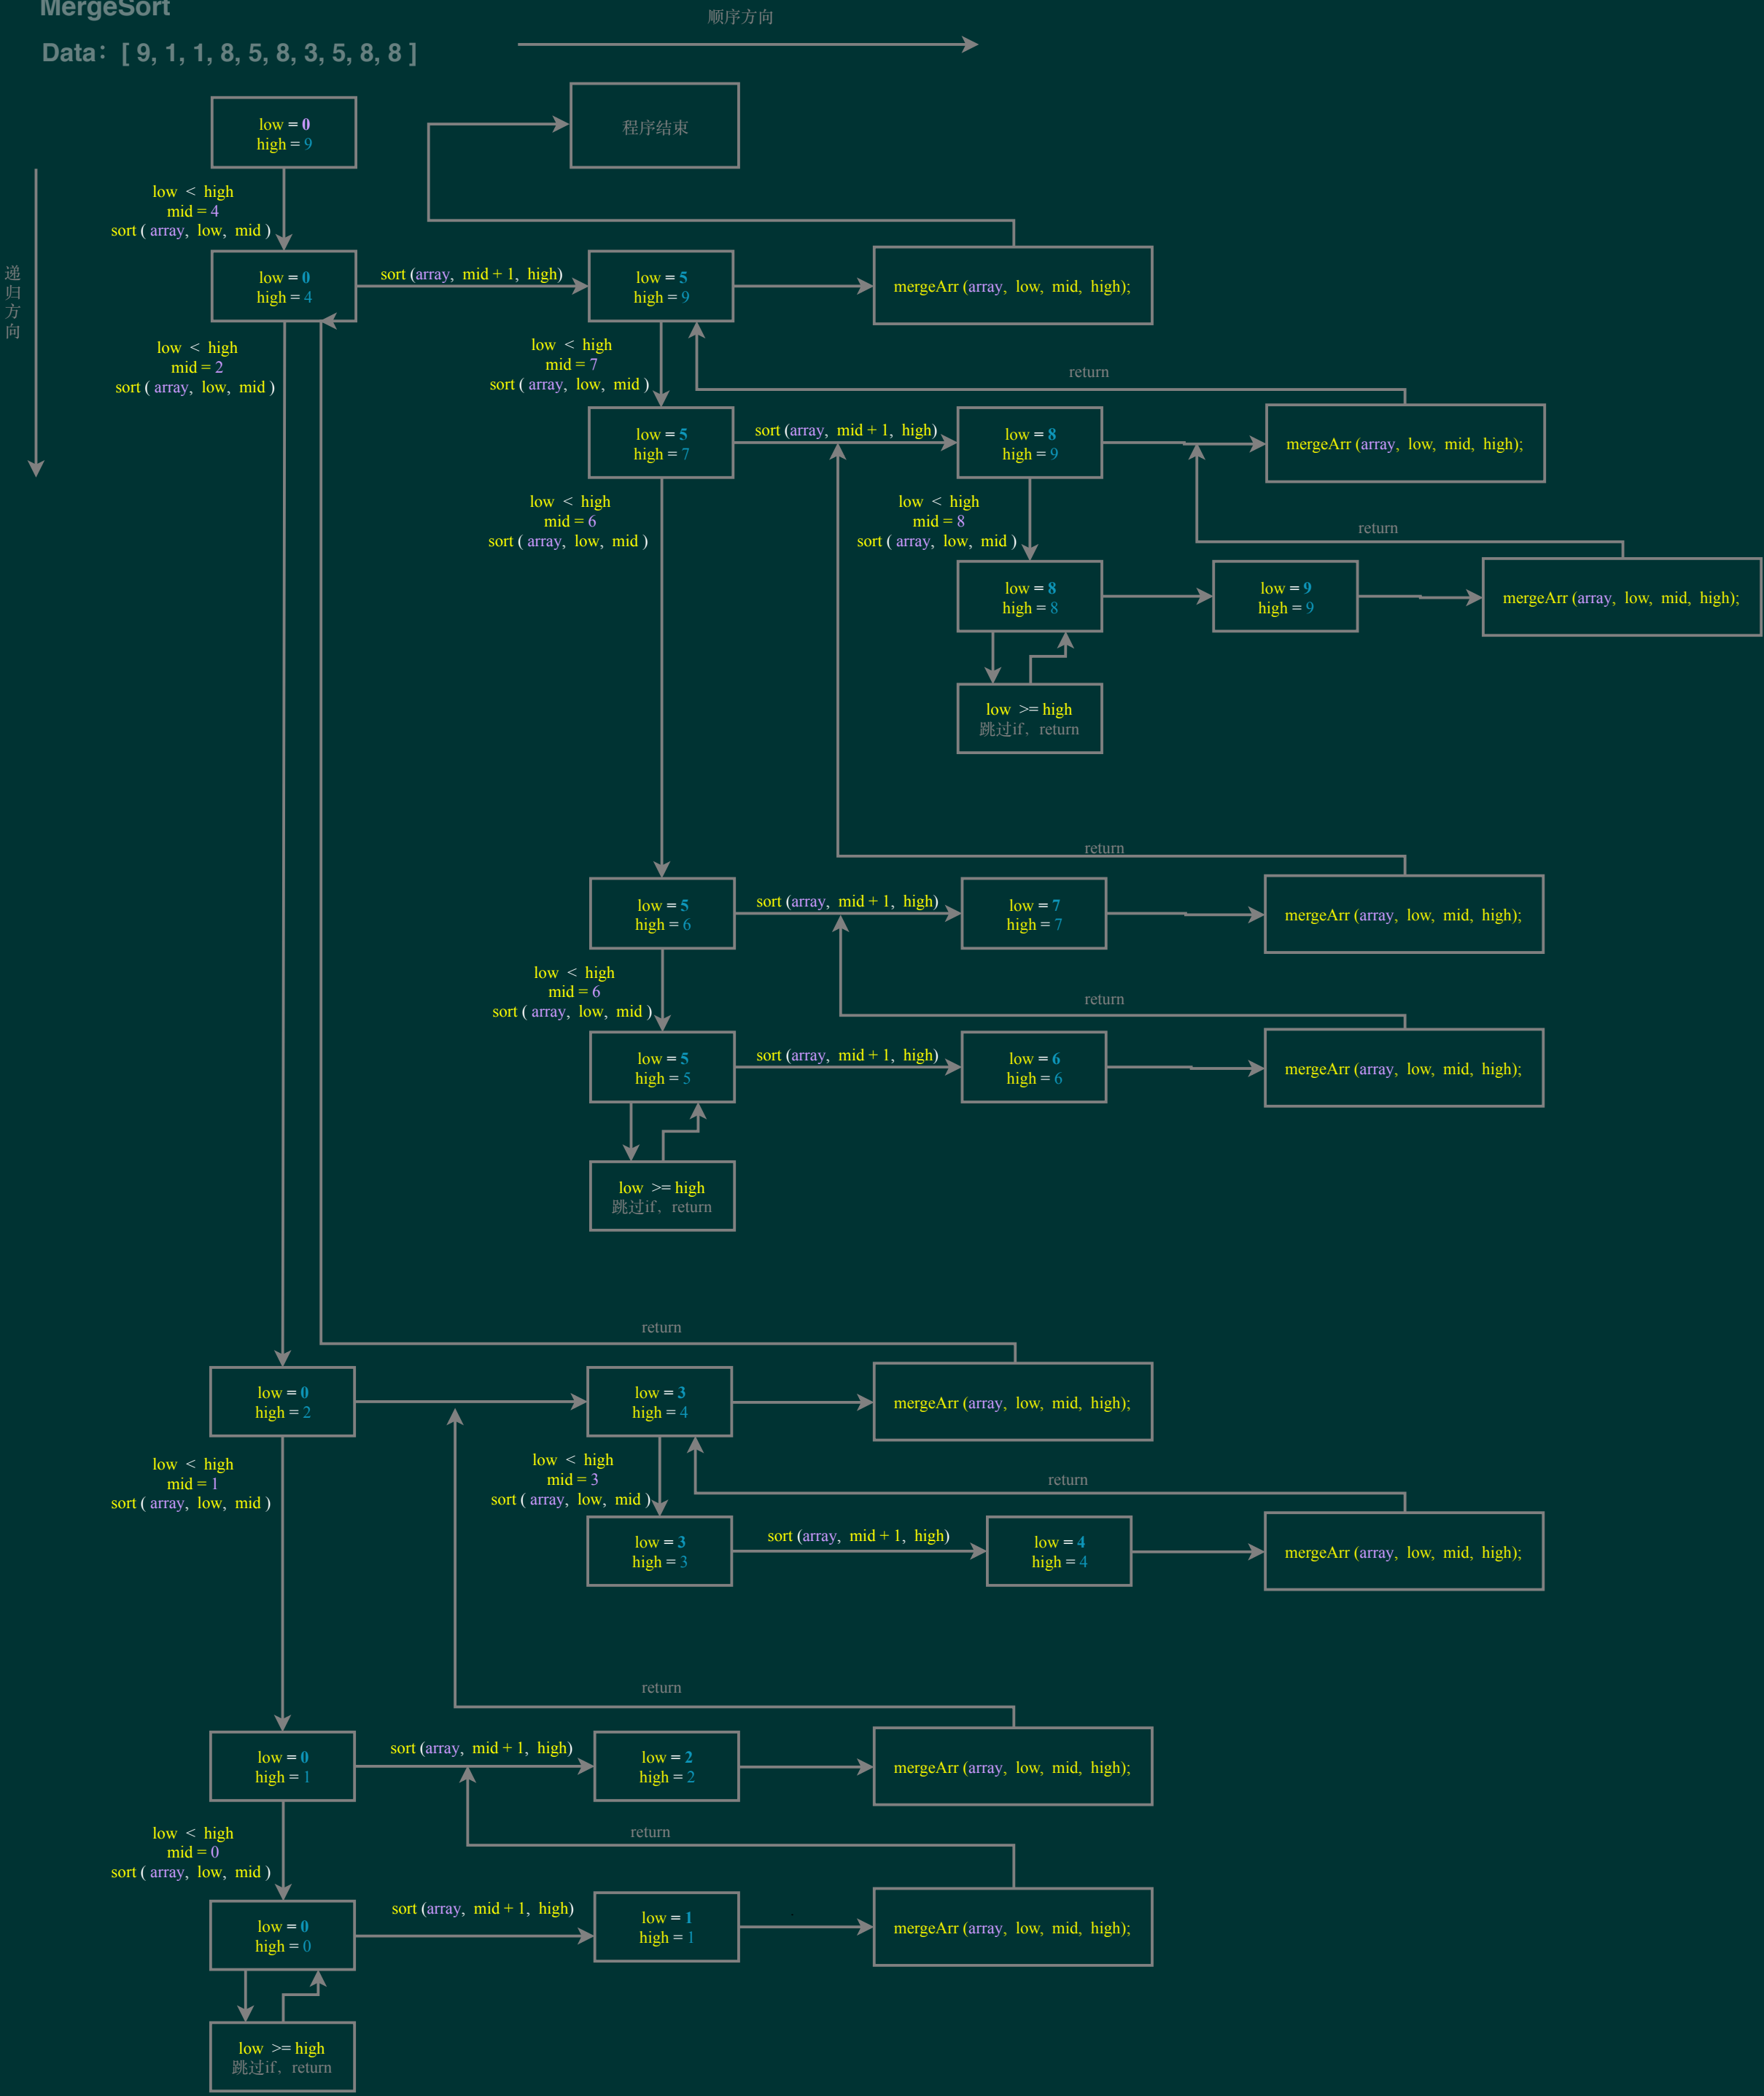 MergeSort
顺序方向
Data：[ 9, 1, 1, 8, 5, 8, 3, 5, 8, 8 ]
low = 0
high = 9
程序结束
递归方向
low < high
mid = 4
sort ( array, low, mid )
low = 0
high = 4
sort (array, mid + 1, high)
low = 5
high = 9
mergeArr (array, low, mid, high);
low < high
mid = 2
sort ( array, low, mid )
low < high
mid = 7
sort ( array, low, mid )
return
low = 5
high = 7
sort (array, mid + 1, high)
low = 8
high = 9
mergeArr (array, low, mid, high);
low < high
mid = 6
sort ( array, low, mid )
low < high
mid = 8
sort ( array, low, mid )
return
low = 8
high = 8
low = 9
high = 9
mergeArr (array, low, mid, high);
low >= high
跳过if，return
return
low = 5
high = 6
sort (array, mid + 1, high)
low = 7
high = 7
mergeArr (array, low, mid, high);
low < high
mid = 6
sort ( array, low, mid )
return
low = 5
high = 5
sort (array, mid + 1, high)
low = 6
high = 6
mergeArr (array, low, mid, high);
low >= high
跳过if，return
return
low = 0
high = 2
low = 3
high = 4
mergeArr (array, low, mid, high);
low < high
mid = 1
sort ( array, low, mid )
low < high
mid = 3
sort ( array, low, mid )
return
low = 3
high = 3
sort (array, mid + 1, high)
low = 4
high = 4
mergeArr (array, low, mid, high);
return
low = 0
high = 1
sort (array, mid + 1, high)
low = 2
high = 2
mergeArr (array, low, mid, high);
low < high
mid = 0
sort ( array, low, mid )
return
low = 0
high = 0
sort (array, mid + 1, high)
low = 1
high = 1
mergeArr (array, low, mid, high);
low >= high
跳过if，return